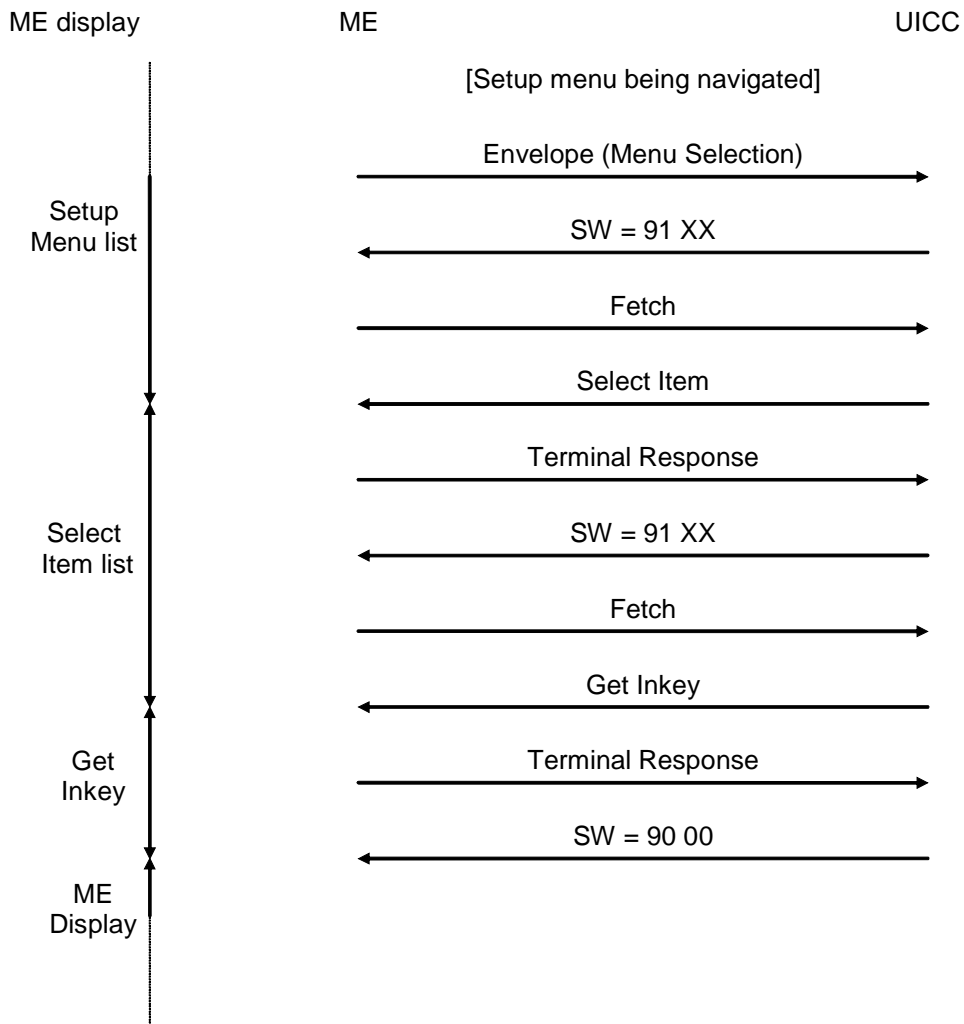 ME display
ME
UICC
[Setup menu being navigated]
Envelope (Menu Selection)
Setup
Menu list
SW = 91 XX
Fetch
Select Item
Terminal Response
Select
Item list
SW = 91 XX
Fetch
Get Inkey
Get
Inkey
Terminal Response
SW = 90 00
ME
Display